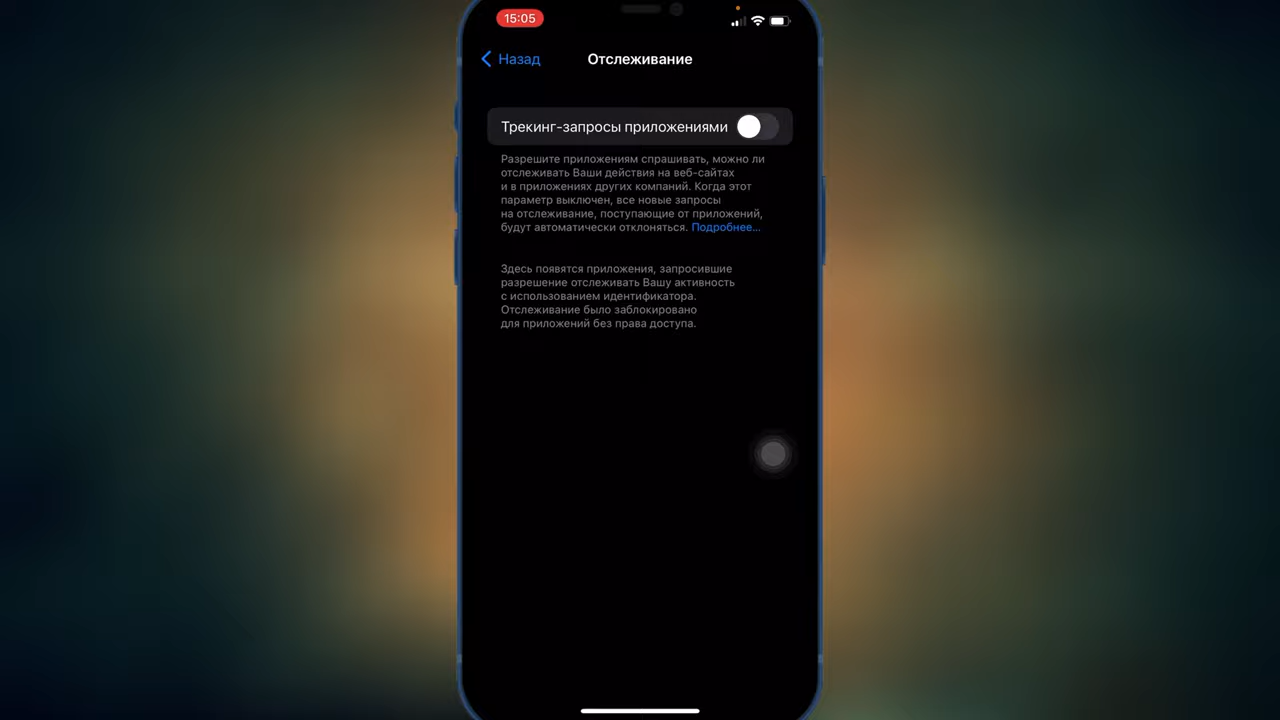 15:05
Назад
Отслеживание
Трекинг-запросы приложениями
Разрешите приложениям спрашивать, можно ли
отслеживать Ваши действия на веб-сайтах
и в приложениях других компаний. Когда этот
параметр выключен, все новые запросы
на отслеживание, поступающие от приложений,
будут автоматически отклоняться. Подробнее...
Здесь появятся приложения, запросившие
разрешение отслеживать Вашу активность
с использованием идентификатора.
Отслеживание было заблокировано
для приложений без права доступа.